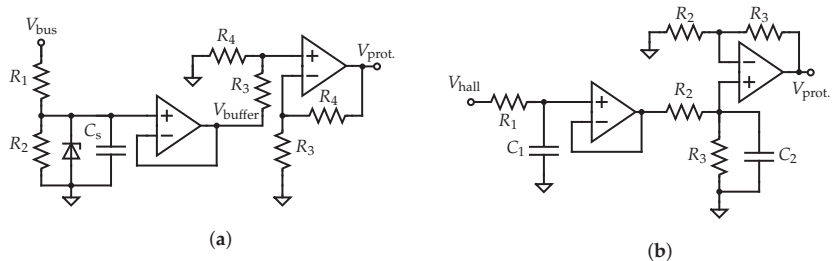 V_bus
R_1
R_2
C_s
+
−
V_buffer
R_4
R_3
+
−
V_prot.
R_4
R_3
(a)
V_hall
R_1
C_1
+
−
R_2
R_3
−
+
V_prot.
R_2
R_3
C_2
(b)